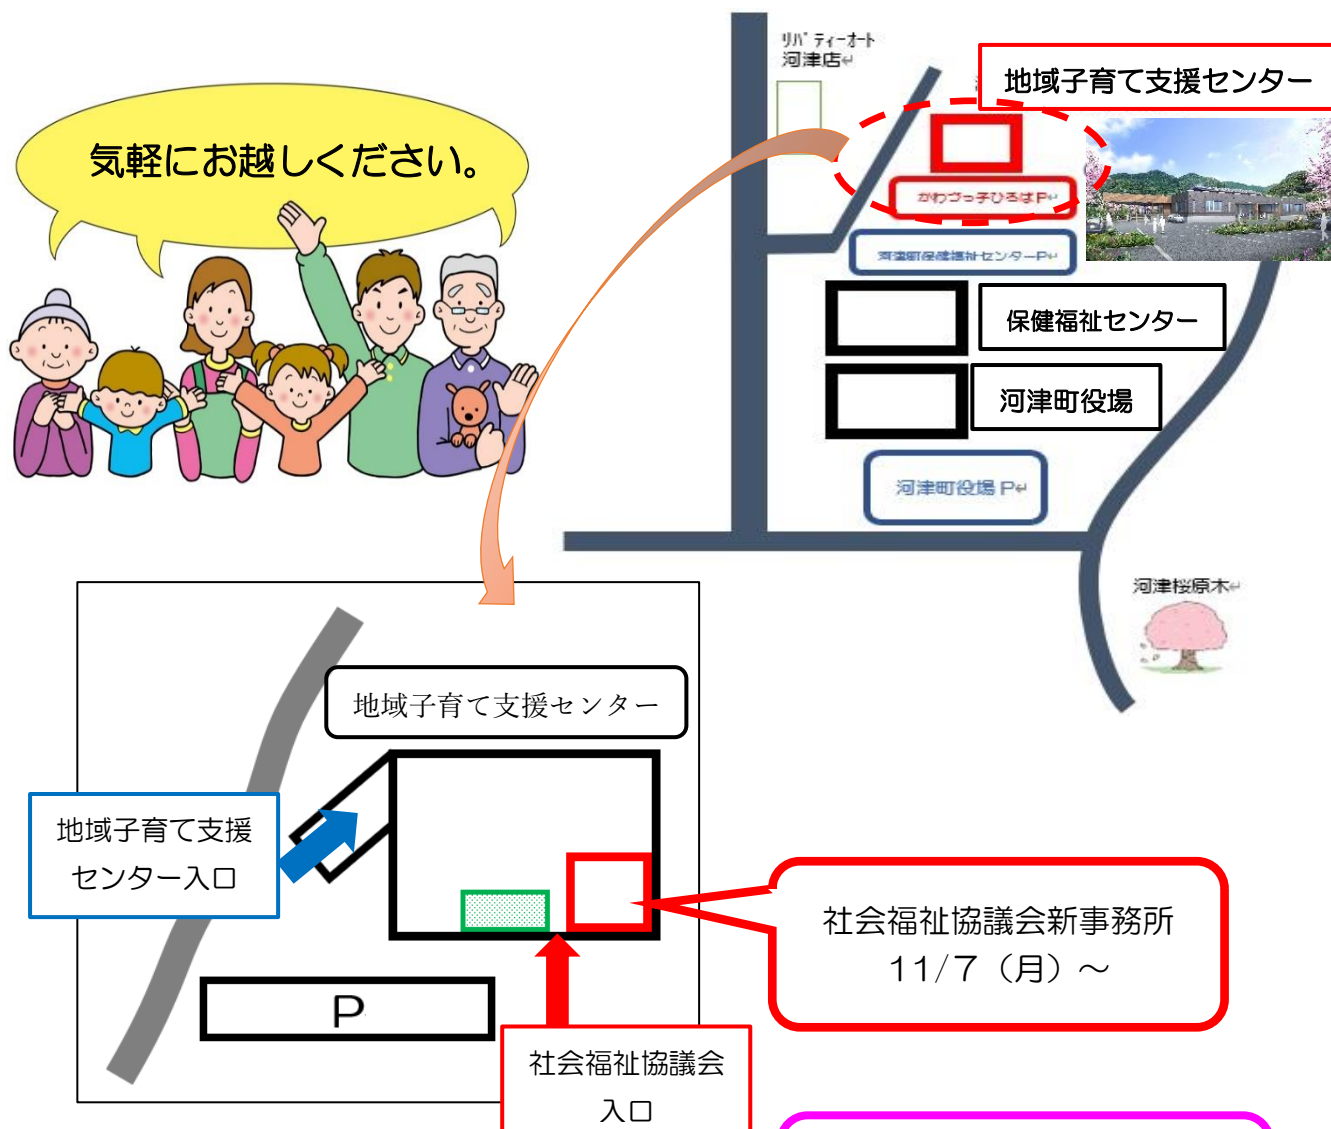 気軽にお越しください。
リバティーオート
河津店
地域子育て支援センター
かわづっ子ひろばP
河津町保健福祉センターP
保健福祉センター
河津町役場
河津町役場 P
河津桜原木
地域子育て支援センター
地域子育て支援
センター入口
社会福祉協議会新事務所
11/7（月）～
P
社会福祉協議会
入口